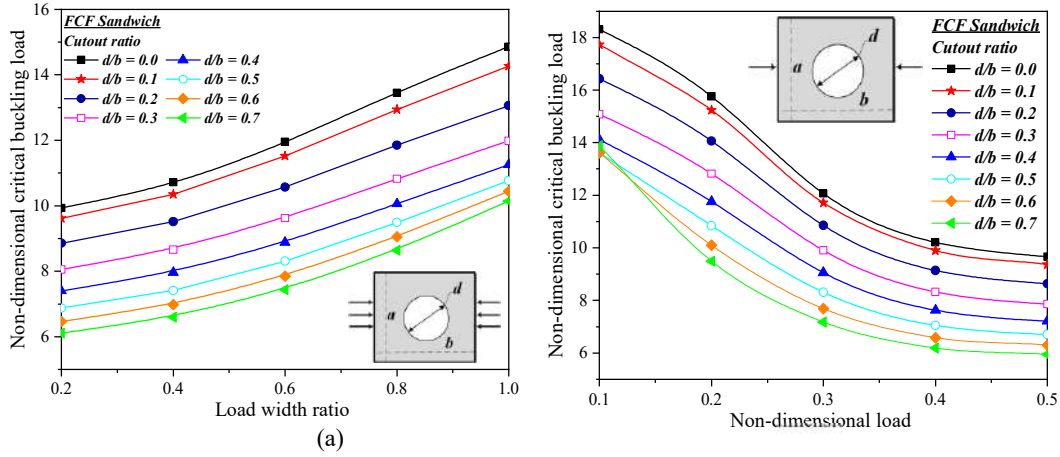 FCF Sandwich
Cutout ratio
d/b = 0.0
d/b = 0.1
d/b = 0.2
d/b = 0.3
d/b = 0.4
d/b = 0.5
d/b = 0.6
d/b = 0.7
Non-dimensional critical buckling load
16
14
12
10
8
6
a
d
b
0.2
0.4
0.6
0.8
1.0
Load width ratio
(a)
FCF Sandwich
Cutout ratio
d/b = 0.0
d/b = 0.1
d/b = 0.2
d/b = 0.3
d/b = 0.4
d/b = 0.5
d/b = 0.6
d/b = 0.7
Non-dimensional critical buckling load
18
16
14
12
10
8
6
a
d
b
0.1
0.2
0.3
0.4
0.5
Non-dimensional load